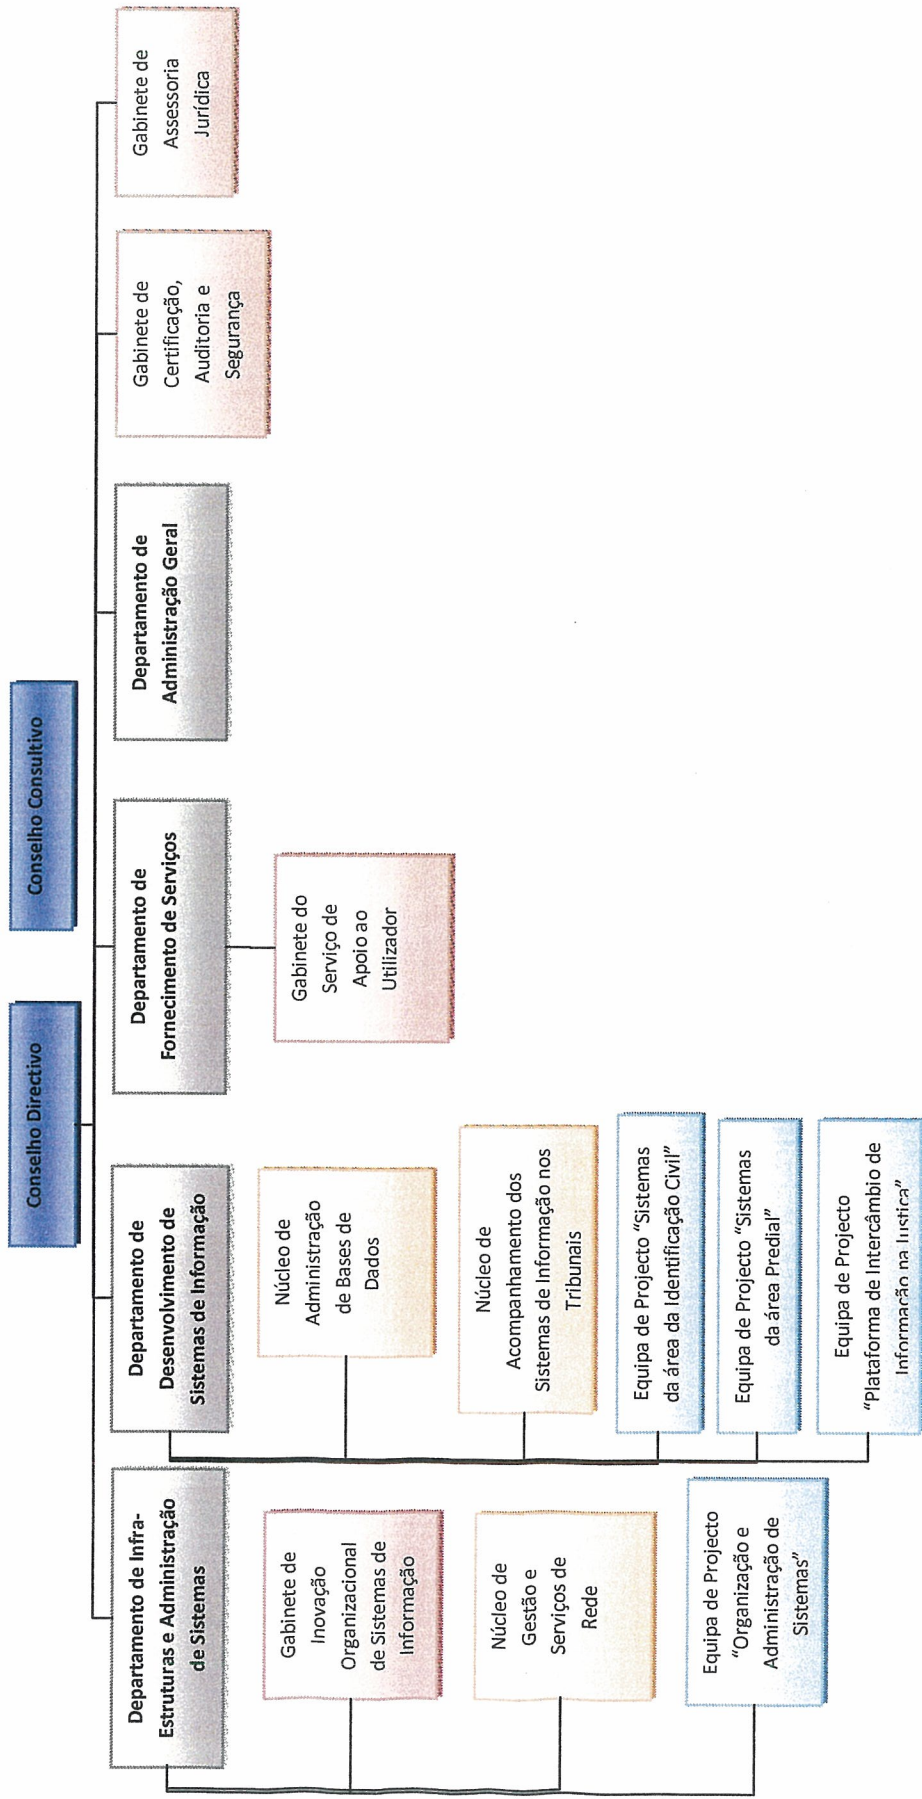 Conselho Directivo
Conselho Consultivo
Departamento de Infra-
Estruturas e Administração
de Sistemas
Departamento de
Desenvolvimento de
Sistemas de Informação
Departamento de
Fornecimento de Serviços
Departamento de
Administração Geral
Gabinete de
Certificação,
Auditoria e
Segurança
Gabinete de
Assessoria
Jurídica
Gabinete de
Inovação
Organizacional
de Sistemas de
Informação
Núcleo de
Gestão e
Serviços de
Rede
Equipa de Projecto
“Organização e
Administração de
Sistemas”
Núcleo de
Administração
de Bases de
Dados
Núcleo de
Acompanhamento dos
Sistemas de Informação nos
Tribunais
Equipa de Projecto “Sistemas
da área da Identificação Civil”
Equipa de Projecto “Sistemas
da área Predial”
Equipa de Projecto
“Plataforma de Intercâmbio de
Informação na Justiça”
Gabinete do
Serviço de
Apoio ao
Utilizador